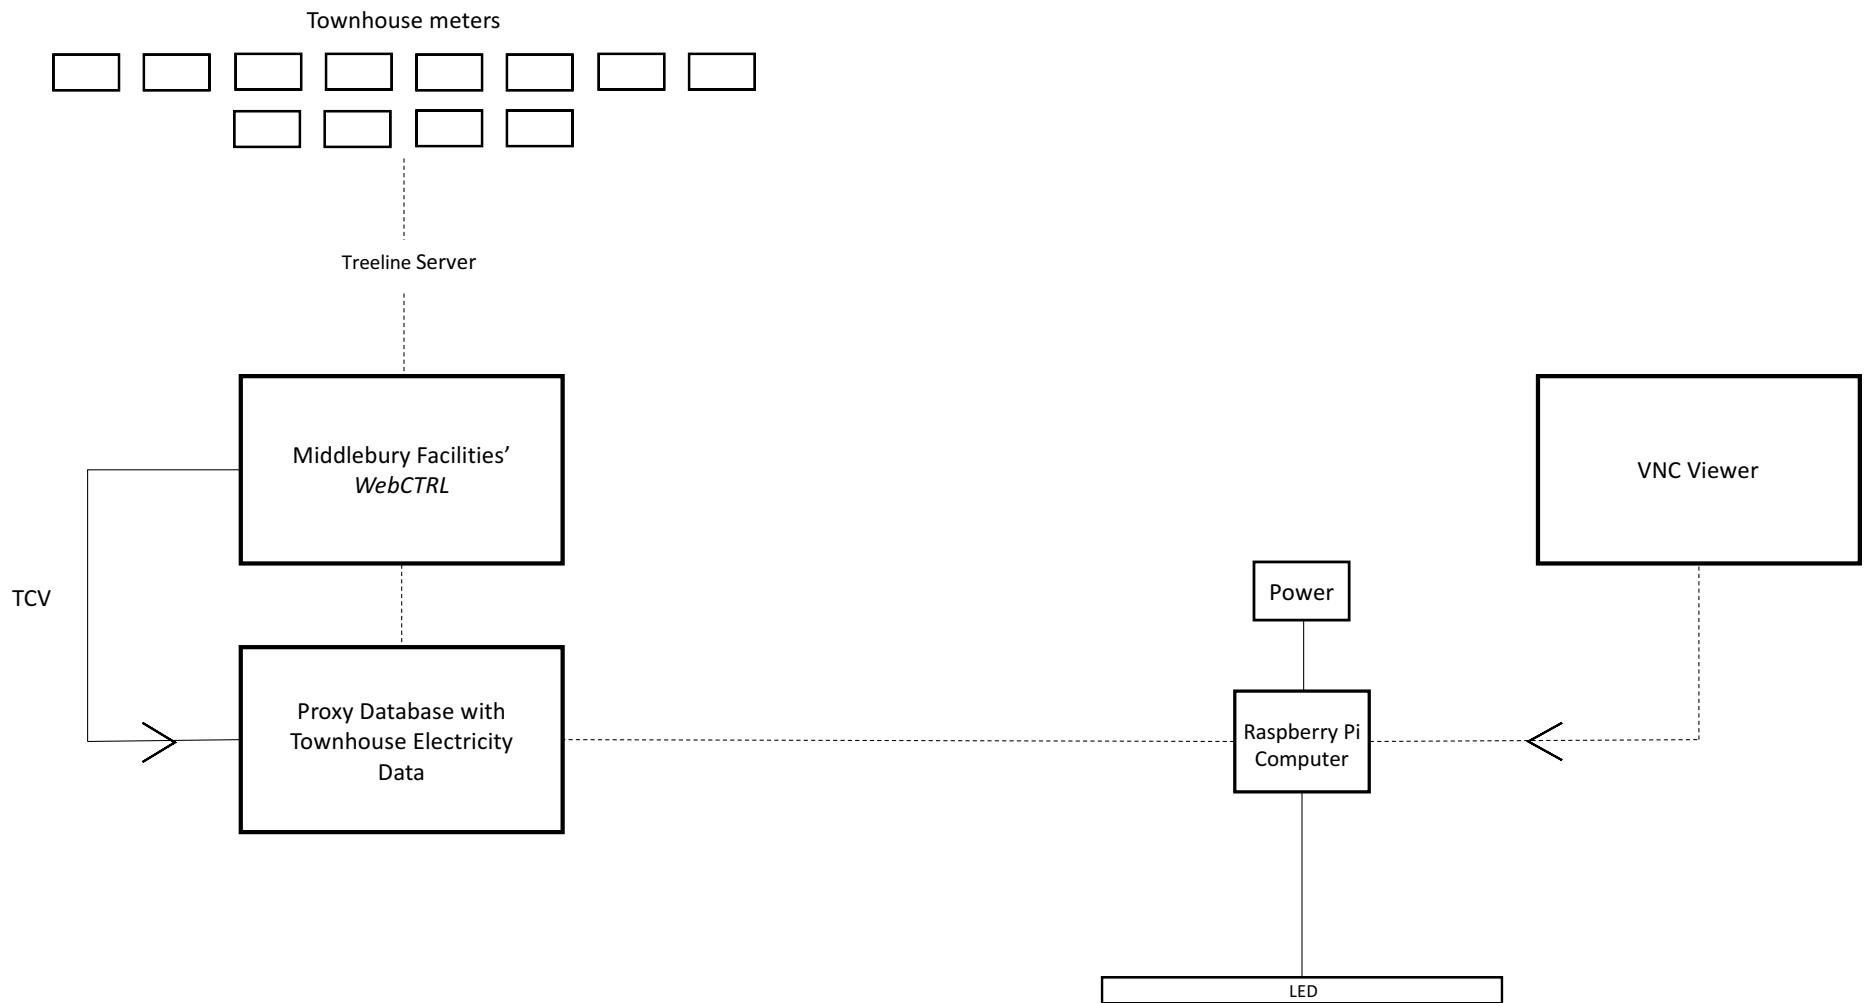 Townhouse meters
Treeline Server
Middlebury Facilities’
WebCTRL
VNC Viewer
TCV
Power
Proxy Database with
Townhouse Electricity
Data
Raspberry Pi
Computer
LED